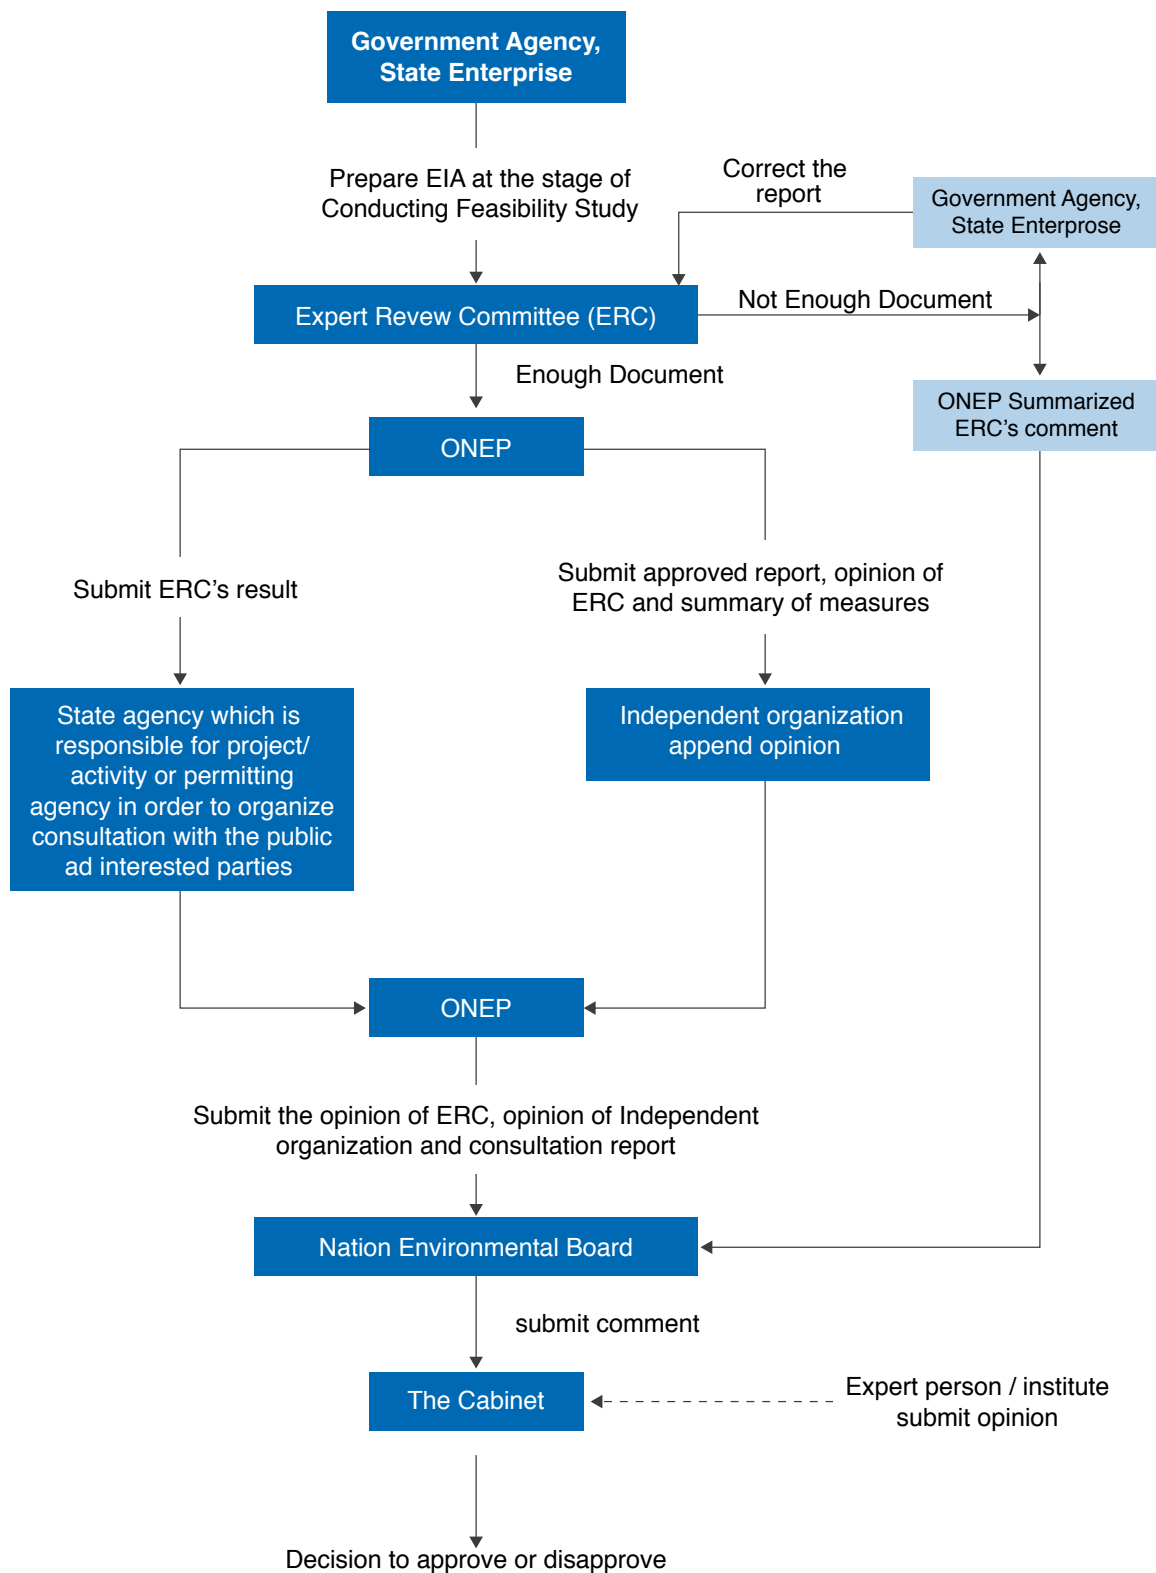 Government Agency,
State Enterprise
Prepare EIA at the stage of
Conducting Feasibility Study
Correct the
report
Government Agency,
State Enterprose
Expert Revew Committee (ERC)
Not Enough Document
Enough Document
ONEP Summarized
ERC's comment
ONEP
Submit ERC's result
Submit approved report, opinion of
ERC and summary of measures
State agency which is
responsible for project/
activity or permitting
agency in order to organize
consultation with the public
ad interested parties
Independent organization
append opinion
ONEP
Submit the opinion of ERC, opinion of Independent
organization and consultation report
Nation Environmental Board
submit comment
The Cabinet
Expert person / institute
submit opinion
Decision to approve or disapprove